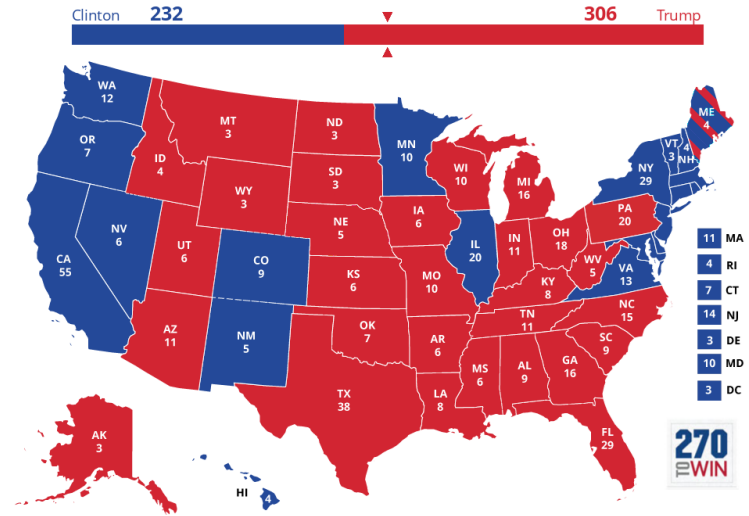 Clinton 232 306 Trump
WA
12
OR
7
CA
55
NV
6
ID
4
MT
3
WY
3
UT
6
AZ
11
CO
9
NM
5
ND
3
SD
3
NE
5
KS
6
OK
7
TX
38
MN
10
IA
6
MO
10
AR
6
LA
8
WI
10
IL
20
MI
16
IN
11
OH
18
KY
8
TN
11
MS
6
AL
9
GA
16
FL
29
SC
9
NC
15
VA
13
WV
5
PA
20
NY
29
VT
3
4
NH
ME
4
11 MA
4 RI
7 CT
14 NJ
3 DE
10 MD
3 DC
AK
3
HI 4
270
TO WIN